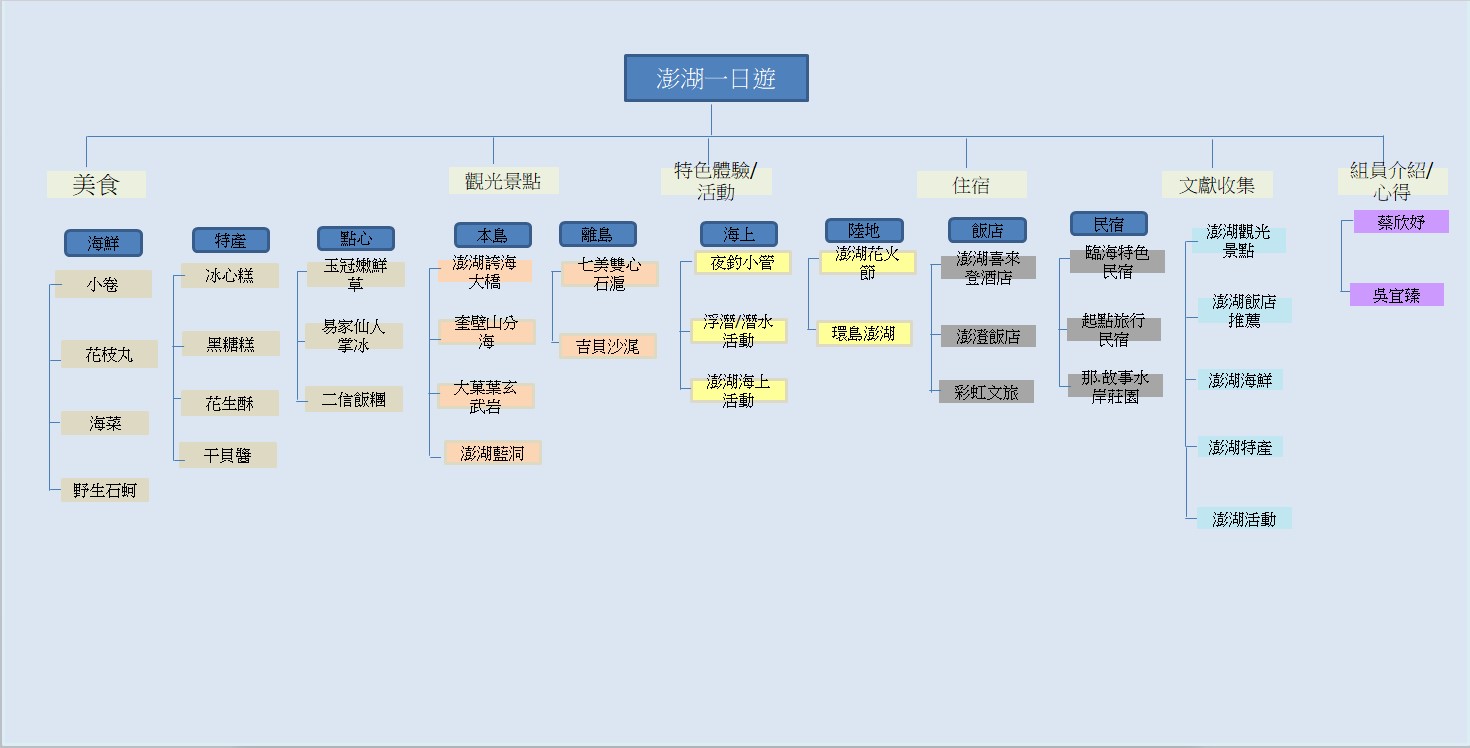 澎湖一日遊
美食
海鮮
小卷
花枝丸
海菜
野生石蚵
特產
冰心糕
黑糖糕
花生酥
干貝醬
點心
玉冠嫩鮮
草
易家仙人
掌冰
二信飯糰
觀光景點
本島
澎湖誇海
大橋
奎壁山分
海
大菓葉玄
武岩
澎湖藍洞
離島
七美雙心
石滬
吉貝沙滬
特色體驗/
活動
海上
夜釣小管
浮潛/潛水
活動
澎湖海上
活動
陸地
澎湖花火
節
環島澎湖
住宿
飯店
澎湖喜來
登酒店
澎澄飯店
彩虹文旅
民宿
臨海特色
民宿
起點旅行
民宿
那.故事水
岸莊園
文獻收集
澎湖觀光
景點
澎湖飯店
推薦
澎湖海鮮
澎湖特產
澎湖活動
組員介紹/
心得
蔡欣妤
吳宜臻